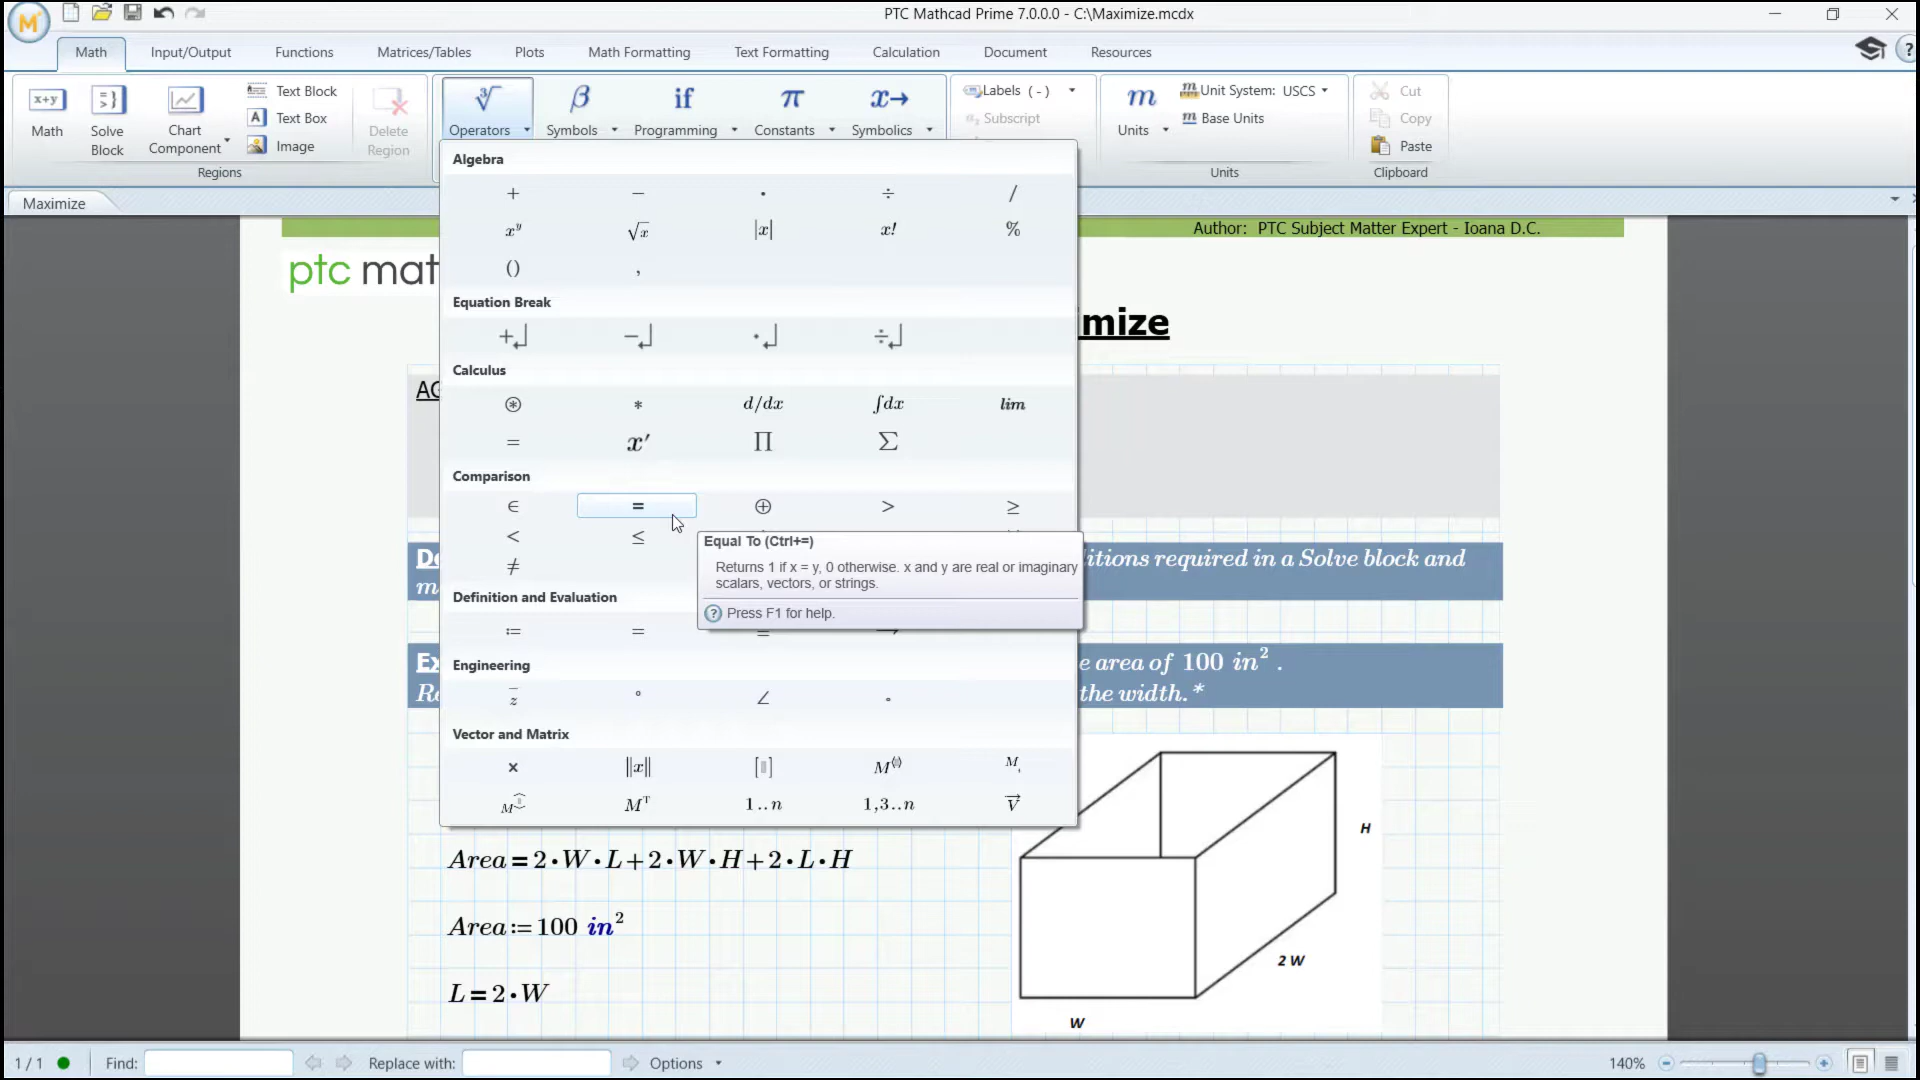 PTC Mathcad Prime 7.0.0.0 - C:\Maximize.mcdx
Math Input/Output Functions Matrices/Tables Plots Math Formatting Text Formatting Calculation Document Resources
Math
Solve Block
Chart Component
Text Block
Text Box
Image
Delete Region
Regions
Operators
Symbols
Programming
Constants
Symbolics
Labels ( - )
Subscript
Units
Unit System: USCS
Base Units
Units
Cut
Copy
Paste
Clipboard
Maximize
Author: PTC Subject Matter Expert - Ioana D.C.
ptc mat
mize
Algebra
+ − · ÷ /
xʸ √x |x| x! %
() ,
Equation Break
+↲ −↲ ·↲ ÷↲
Calculus
⊛ * d/dx ∫dx lim
= x′ ∏ ∑
Comparison
∈ = ⊕ > ≥
< ≤
≠
Equal To (Ctrl+=)
Returns 1 if x = y, 0 otherwise. x and y are real or imaginary
scalars, vectors, or strings.
Press F1 for help.
Definition and Evaluation
:= = ≡ →
Engineering
z̅ ° ∠
Vector and Matrix
× ||x|| [▯] M⟨▯⟩ M,
M Mᵀ 1..n 1,3..n V⃗
itions required in a Solve block and
e area of 100 in² .
the width.*
Area=2·W·L+2·W·H+2·L·H
Area:=100 in²
L=2·W
H
2 W
W
1 / 1 Find: Replace with: Options 140%